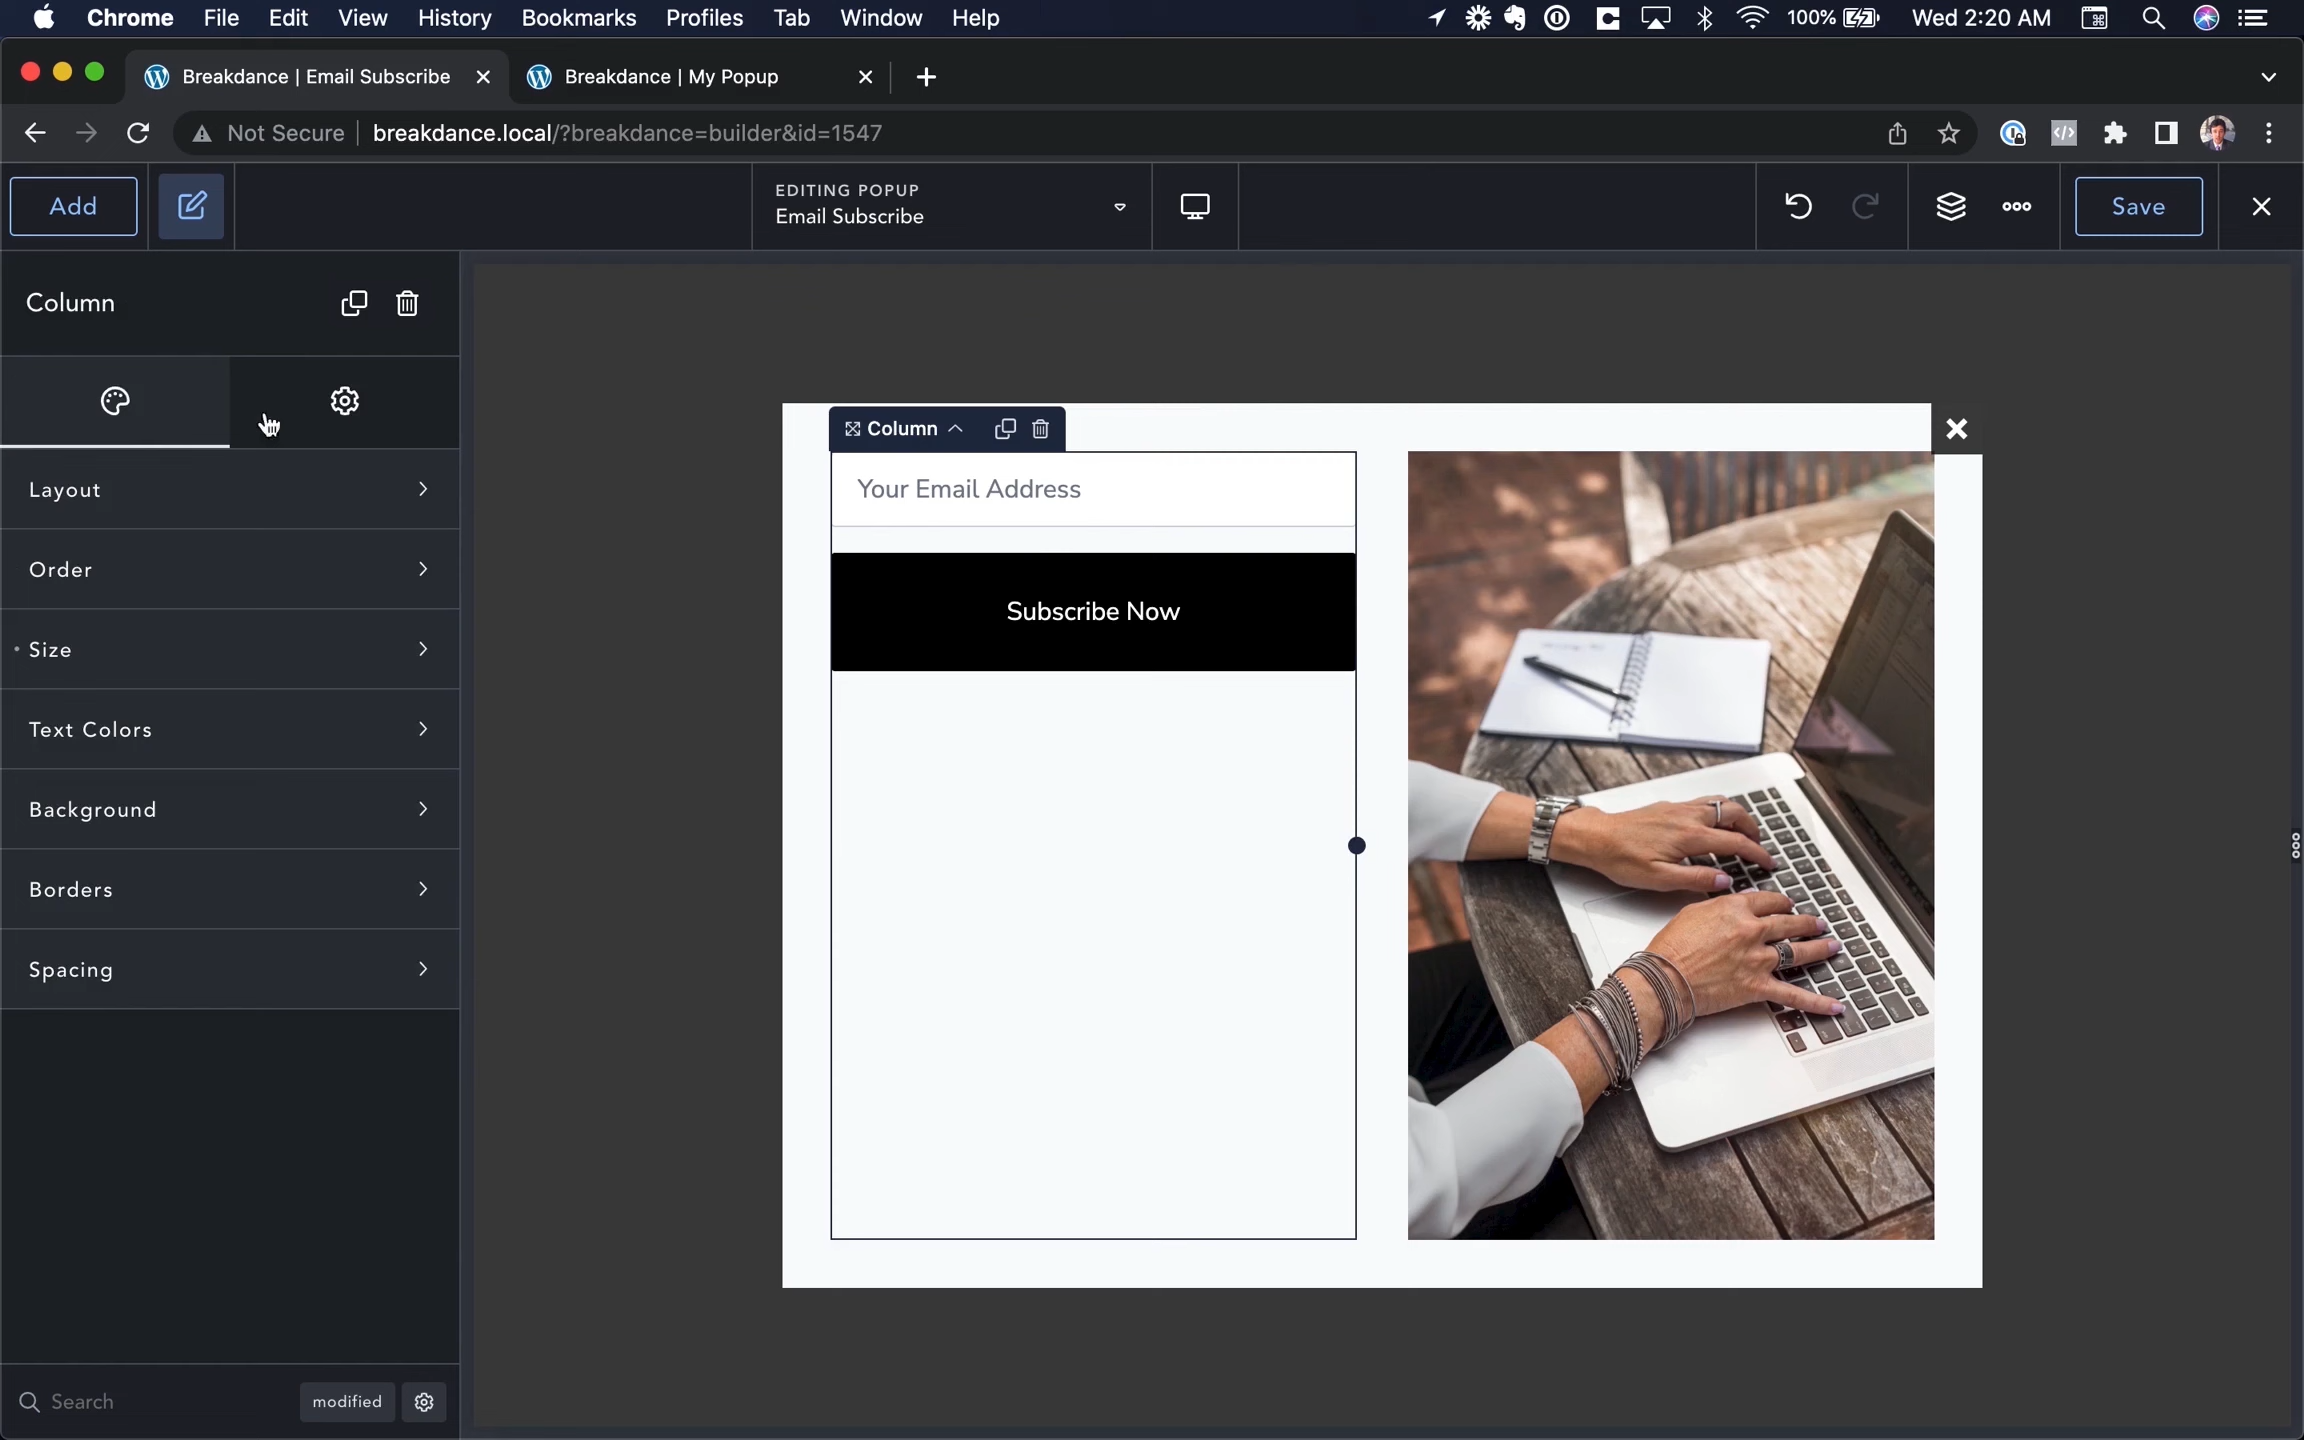 Chrome File Edit View History Bookmarks Profiles Tab Window Help 100% Wed 2:20 AM
Breakdance | Email Subscribe Breakdance | My Popup
Not Secure breakdance.local/?breakdance=builder&id=1547
Add
EDITING POPUP
Email Subscribe
Save
Column
Layout
Order
Size
Text Colors
Background
Borders
Spacing
Search modified
Column
Your Email Address
Subscribe Now